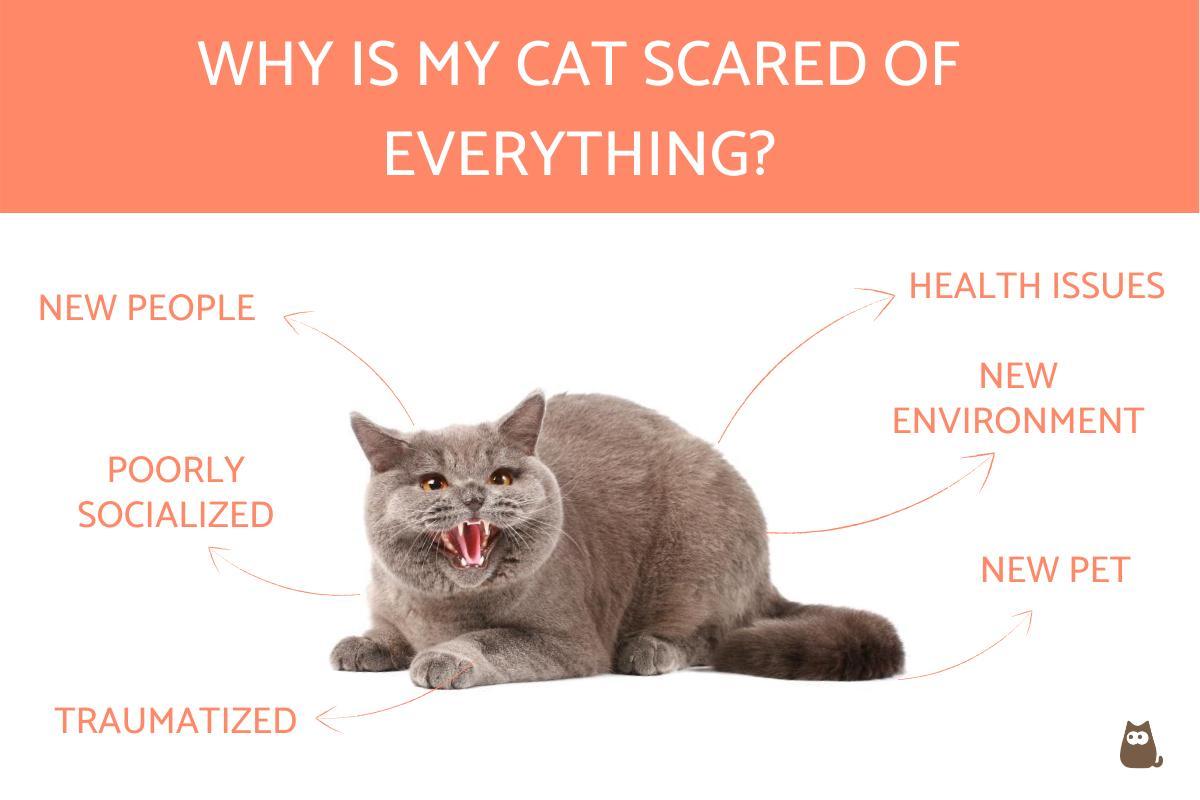 WHY IS MY CAT SCARED OF
EVERYTHING?
NEW PEOPLE
HEALTH ISSUES
NEW
ENVIRONMENT
POORLY
SOCIALIZED
NEW PET
TRAUMATIZED